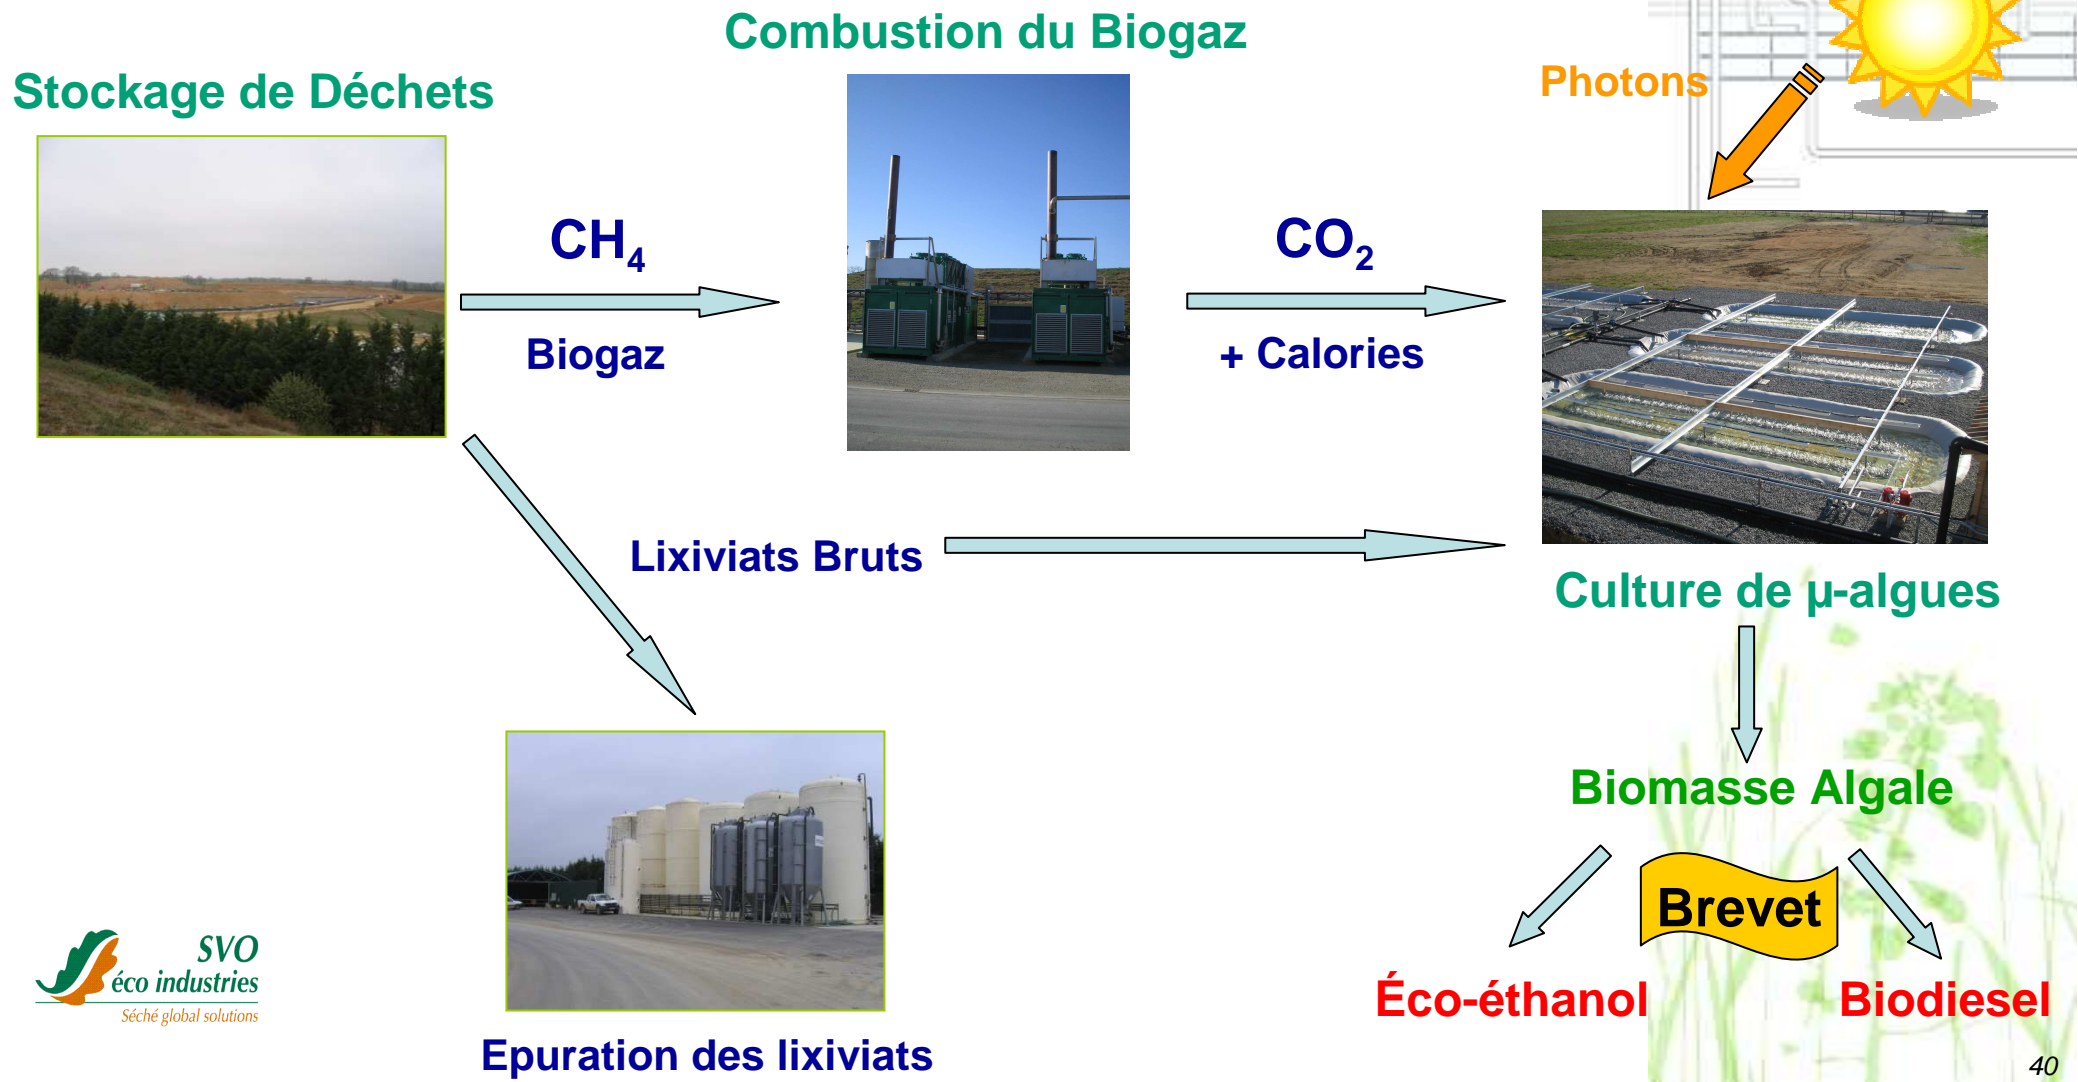 Combustion du Biogaz
Stockage de Déchets
Photons
CH₄
CO₂
Biogaz
+ Calories
Lixiviats Bruts
Culture de µ-algues
Biomasse Algale
Brevet
SVO
éco industries
Séché global solutions
Éco-éthanol
Biodiesel
Epuration des lixiviats
40